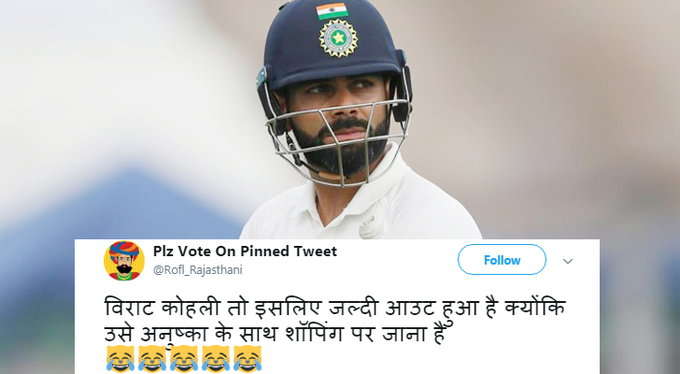 Plz Vote On Pinned Tweet
@Rofl_Rajasthani
Follow
विराट कोहली तो इसलिए जल्दी आउट हुआ है क्योंकि
उसे अनुष्का के साथ शॉपिंग पर जाना हैं
😂😂😂😂😂